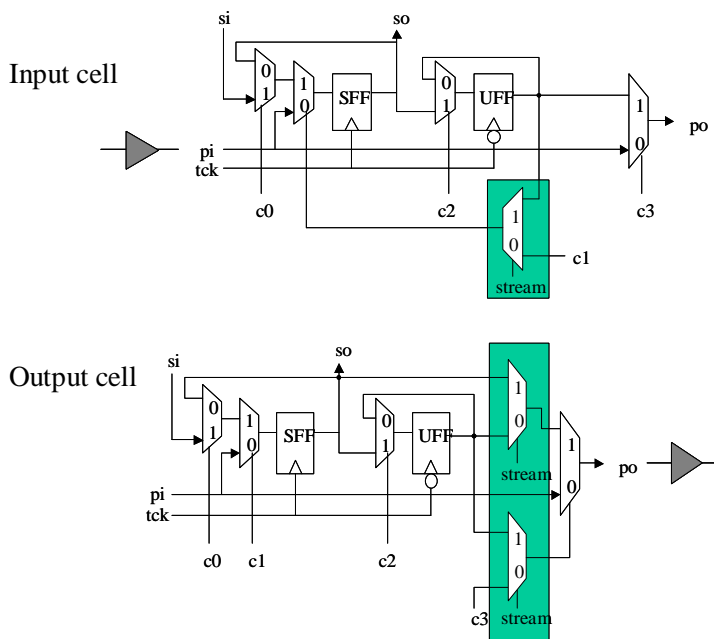 si
so
Input cell
0
1
1
0
SFF
0
1
UFF
1
0
po
pi
tck
c0
c2
c3
1
0
c1
stream
si
so
Output cell
0
1
1
0
SFF
0
1
UFF
1
0
stream
1
0
po
pi
tck
1
0
c0
c1
c2
c3
stream